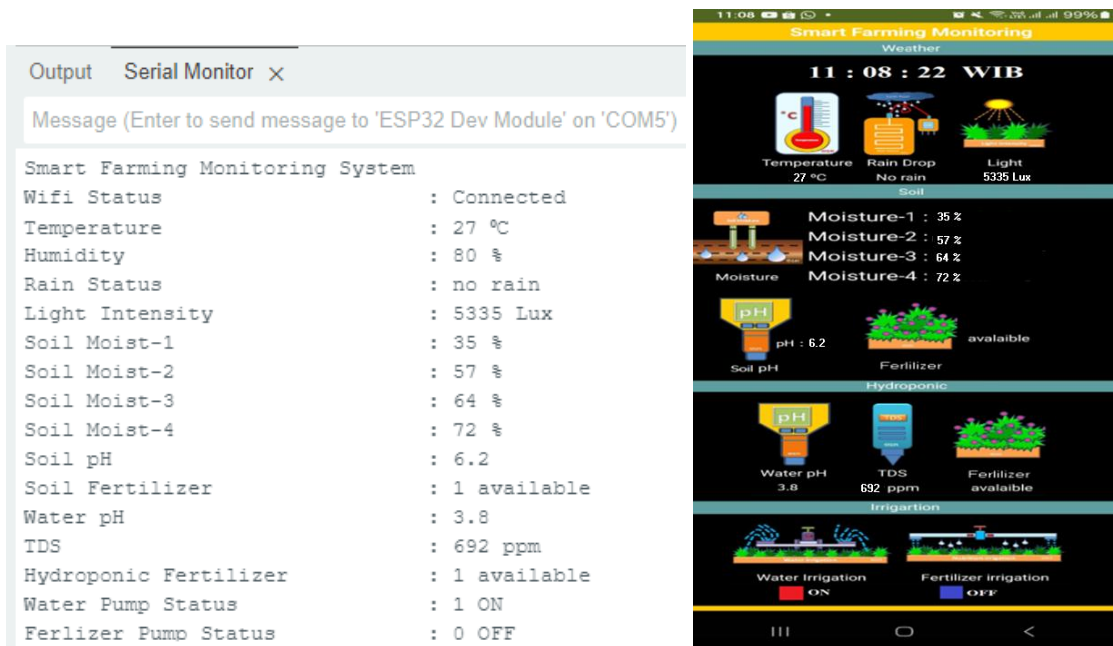 Output Serial Monitor ×
Message (Enter to send message to 'ESP32 Dev Module' on 'COM5')
Smart Farming Monitoring System
Wifi Status : Connected
Temperature : 27 ⁰C
Humidity : 80 %
Rain Status : no rain
Light Intensity : 5335 Lux
Soil Moist-1 : 35 %
Soil Moist-2 : 57 %
Soil Moist-3 : 64 %
Soil Moist-4 : 72 %
Soil pH : 6.2
Soil Fertilizer : 1 available
Water pH : 3.8
TDS : 692 ppm
Hydroponic Fertilizer : 1 available
Water Pump Status : 1 ON
Ferlizer Pump Status : 0 OFF
11:08 99%
Smart Farming Monitoring
Weather
11 : 08 : 22 WIB
°C
Temperature Rain Drop Light
27 °C No rain 5335 Lux
Soil
Moisture-1 : 35 %
Moisture-2 : 57 %
Moisture-3 : 64 %
Moisture Moisture-4 : 72 %
pH
pH : 6.2 avalaible
Soil pH Ferlilizer
Hydroponic
pH TDS
Water pH TDS Ferlilizer
3.8 692 ppm avalaible
Irrigartion
Water Irrigation Fertilizer irrigation
ON OFF